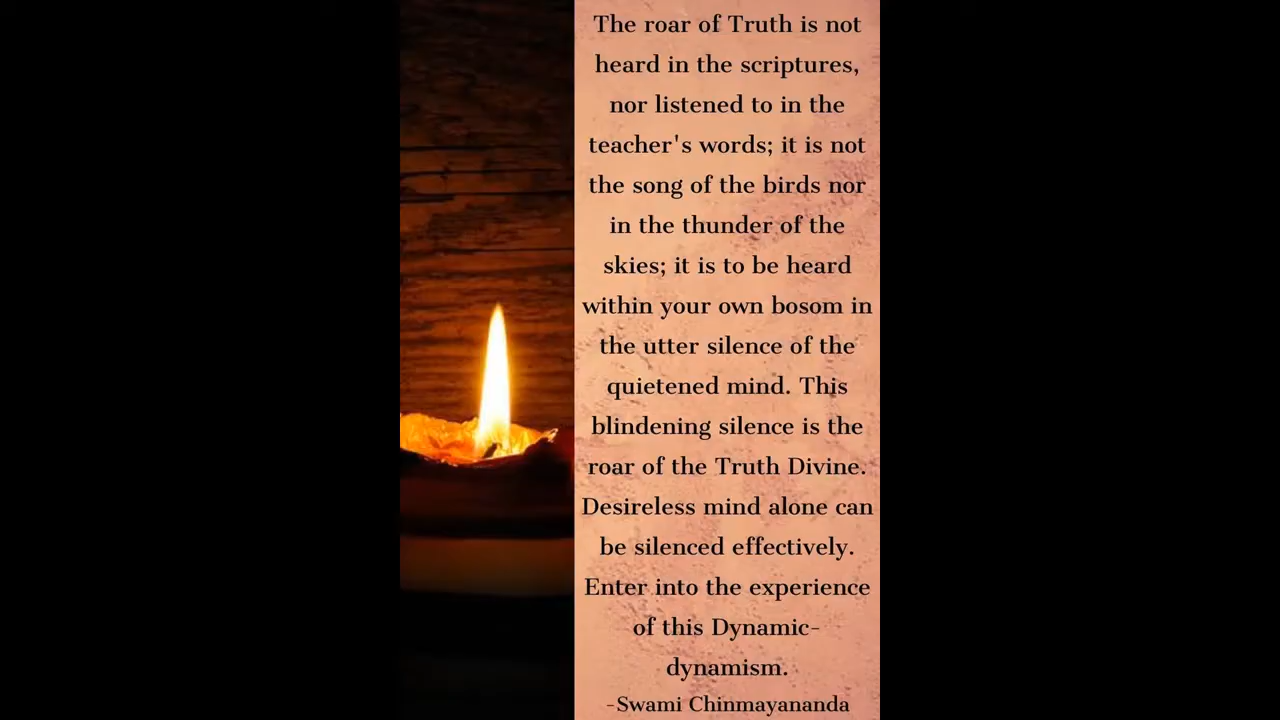 The roar of Truth is not
heard in the scriptures,
nor listened to in the
teacher's words; it is not
the song of the birds nor
in the thunder of the
skies; it is to be heard
within your own bosom in
the utter silence of the
quietened mind. This
blindening silence is the
roar of the Truth Divine.
Desireless mind alone can
be silenced effectively.
Enter into the experience
of this Dynamic-
dynamism.
-Swami Chinmayananda